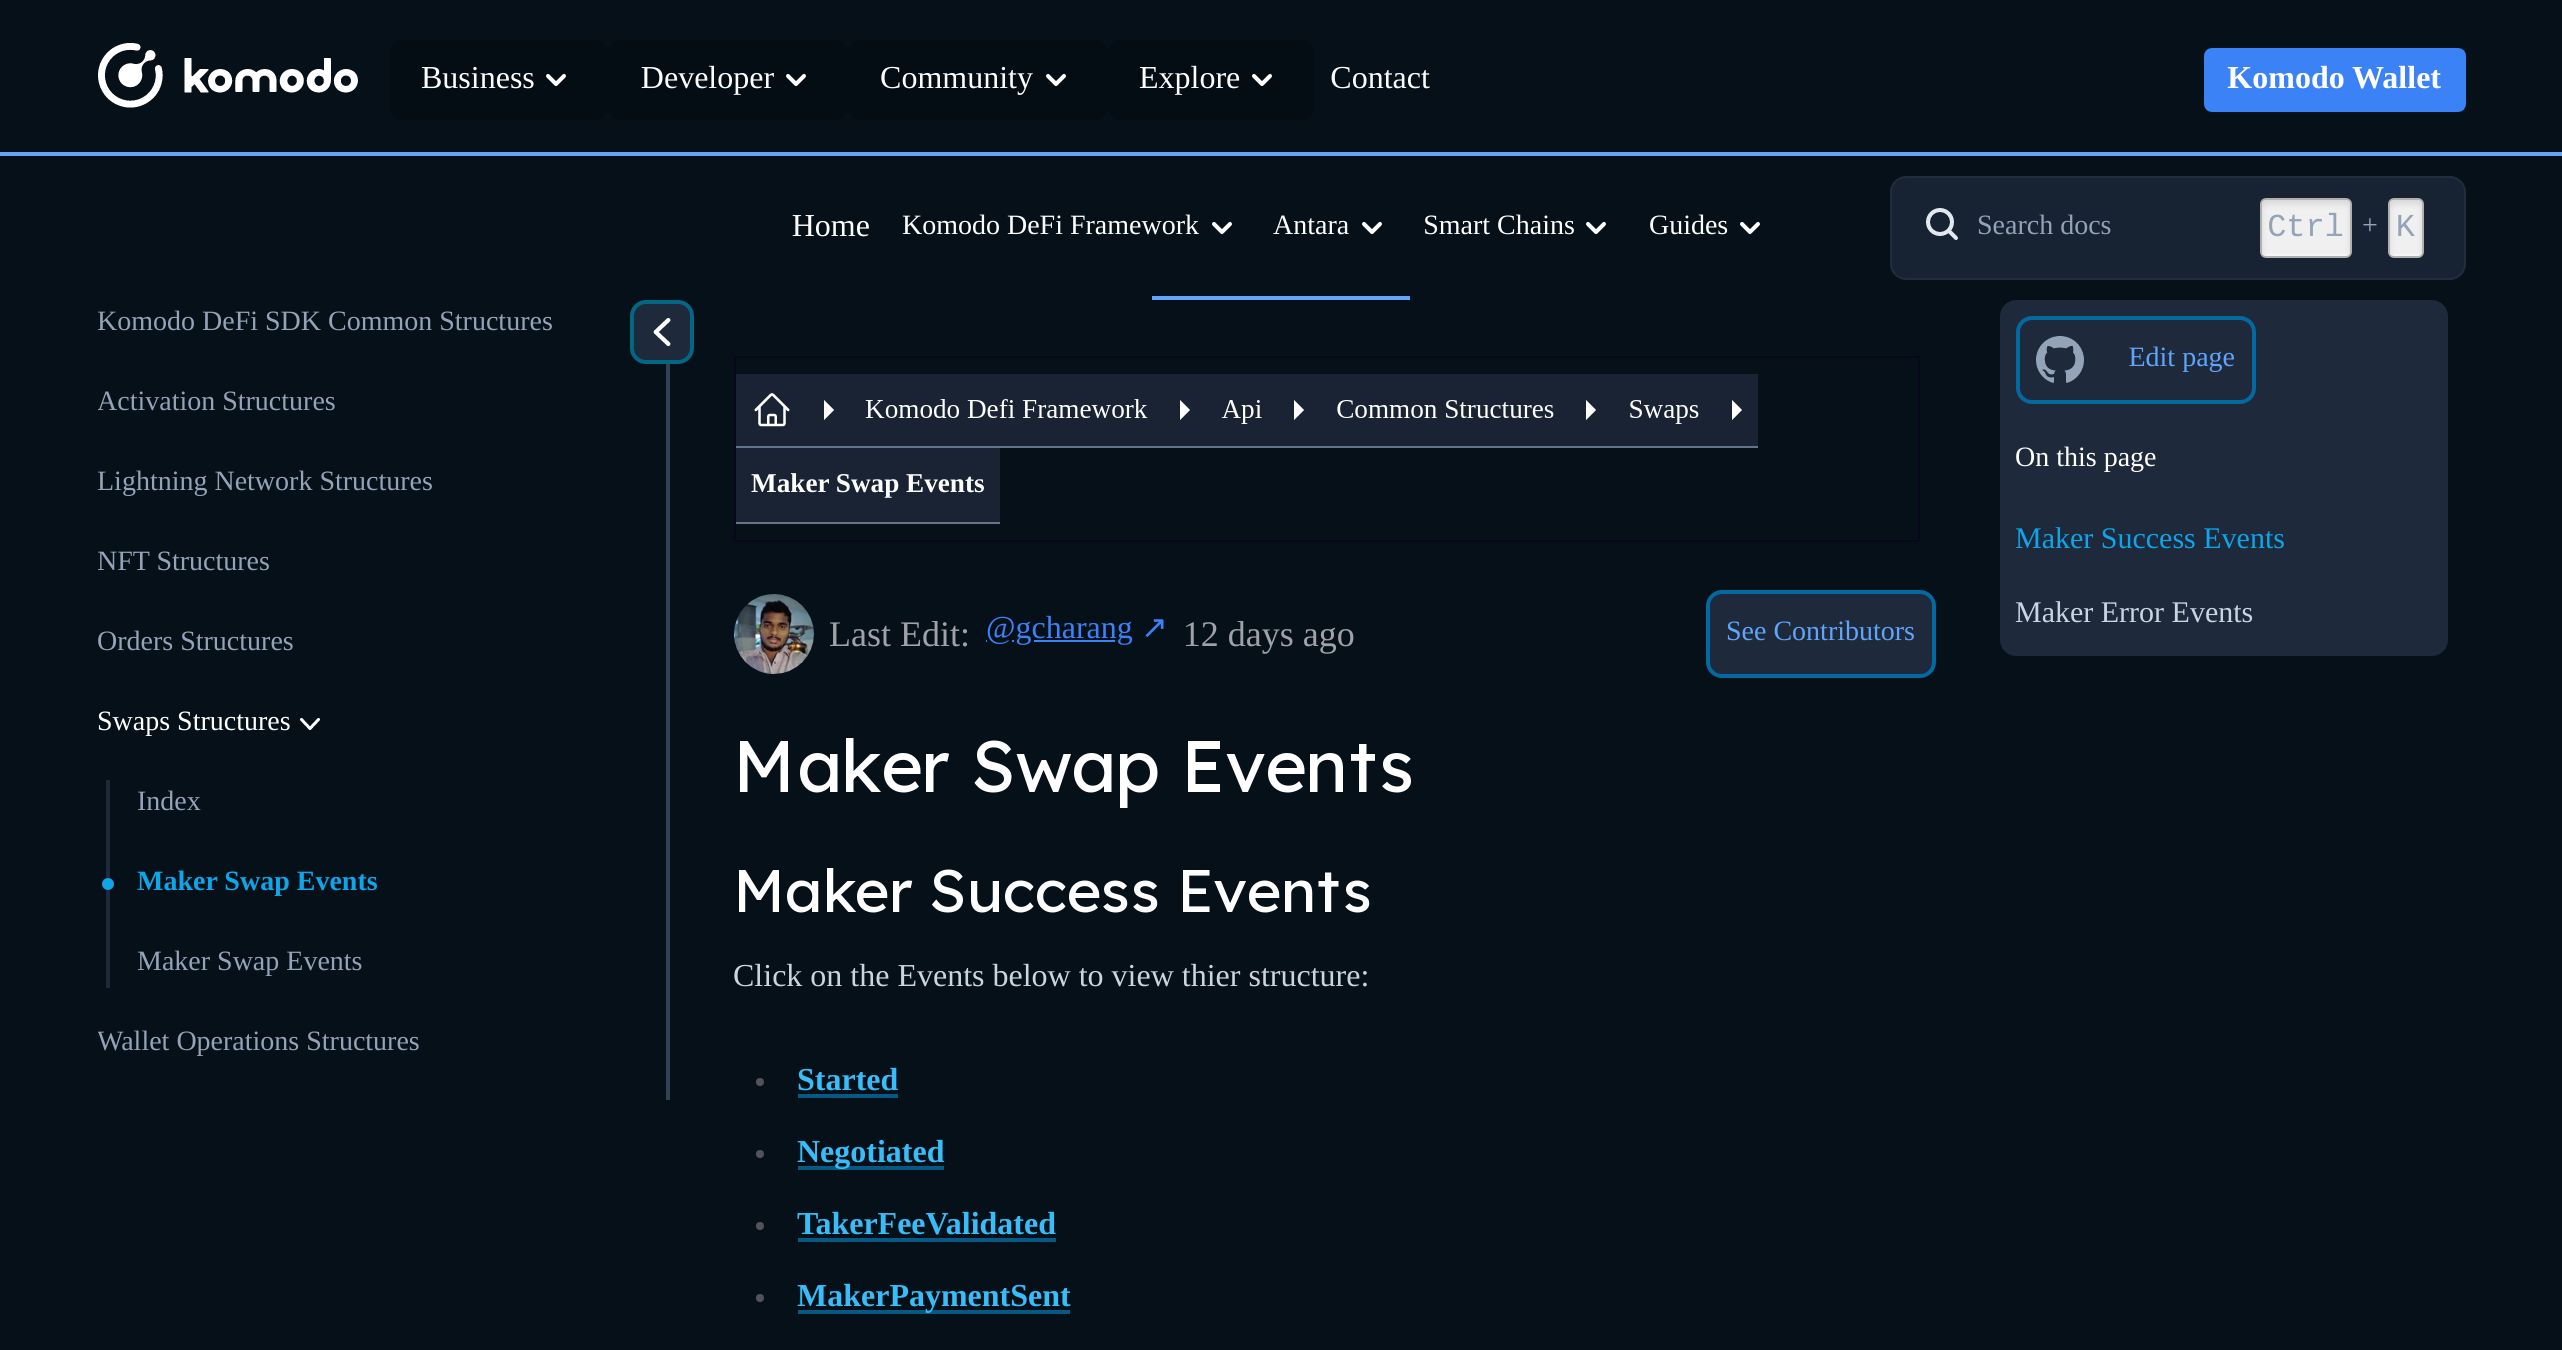 komodo Business Developer Community Explore Contact Komodo Wallet
Home Komodo DeFi Framework Antara Smart Chains Guides Search docs Ctrl + K
Komodo DeFi SDK Common Structures
Activation Structures
Lightning Network Structures
NFT Structures
Orders Structures
Swaps Structures
Index
Maker Swap Events
Maker Swap Events
Wallet Operations Structures
Komodo Defi Framework Api Common Structures Swaps
Maker Swap Events
Last Edit: @gcharang ↗ 12 days ago See Contributors
Maker Swap Events
Maker Success Events
Click on the Events below to view thier structure:
Started
Negotiated
TakerFeeValidated
MakerPaymentSent
Edit page
On this page
Maker Success Events
Maker Error Events